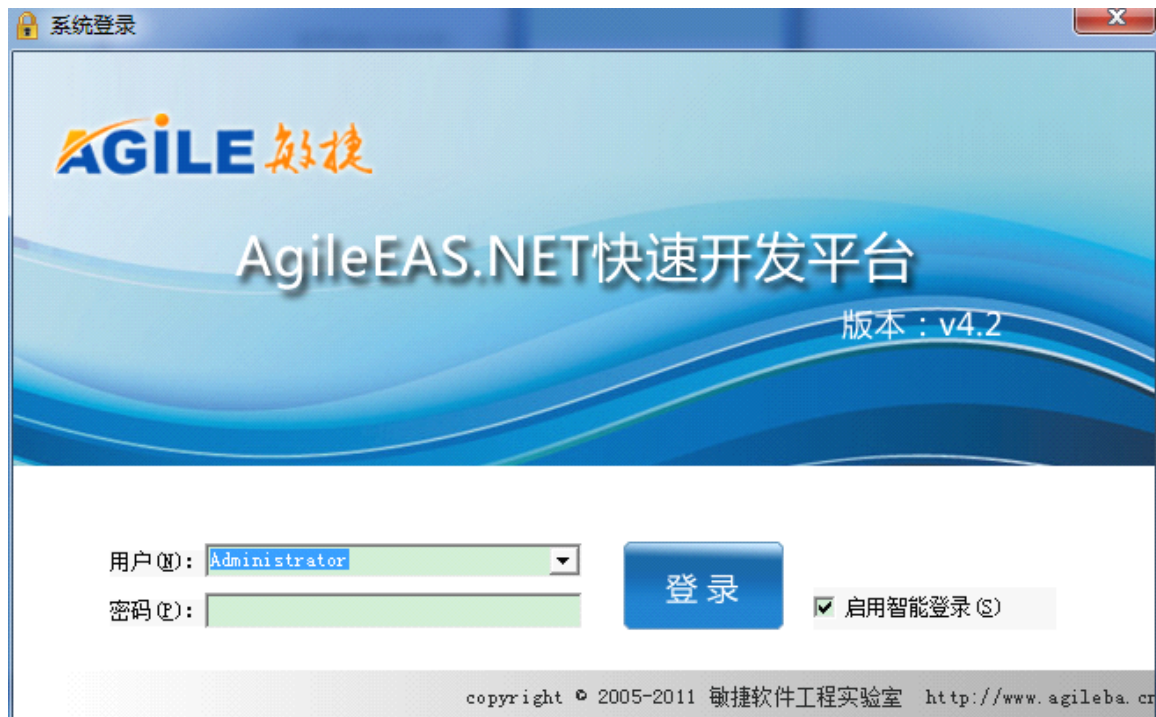 系统登录
AGiLE 敏捷
AgileEAS.NET快速开发平台
版本：v4.2
用户(N)： Administrator
登 录
密码(P)：
启用智能登录(S)
copyright © 2005-2011 敏捷软件工程实验室 http://www.agileba.cn